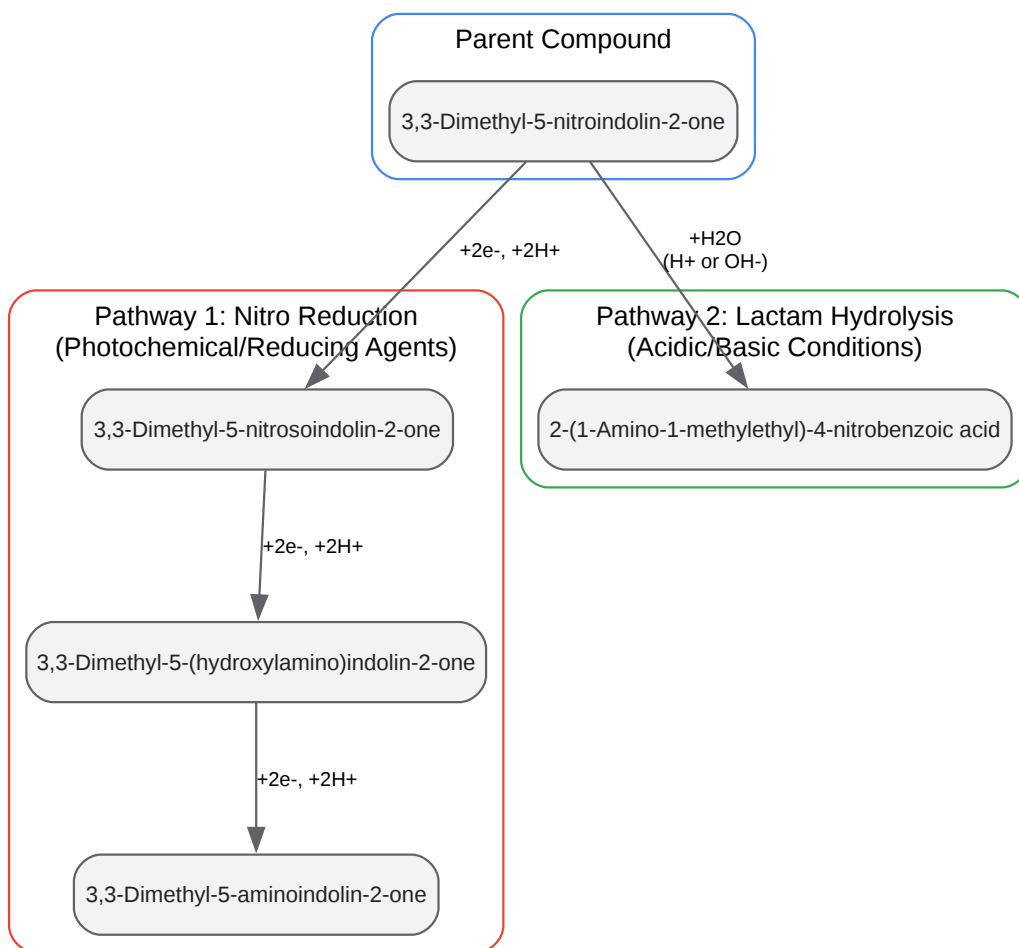 Parent Compound
3,3-Dimethyl-5-nitroindolin-2-one
+2e-, +2H+
+H2O
(H+ or OH-)
Pathway 1: Nitro Reduction
(Photochemical/Reducing Agents)
3,3-Dimethyl-5-nitrosoindolin-2-one
+2e-, +2H+
3,3-Dimethyl-5-(hydroxylamino)indolin-2-one
+2e-, +2H+
3,3-Dimethyl-5-aminoindolin-2-one
Pathway 2: Lactam Hydrolysis
(Acidic/Basic Conditions)
2-(1-Amino-1-methylethyl)-4-nitrobenzoic acid